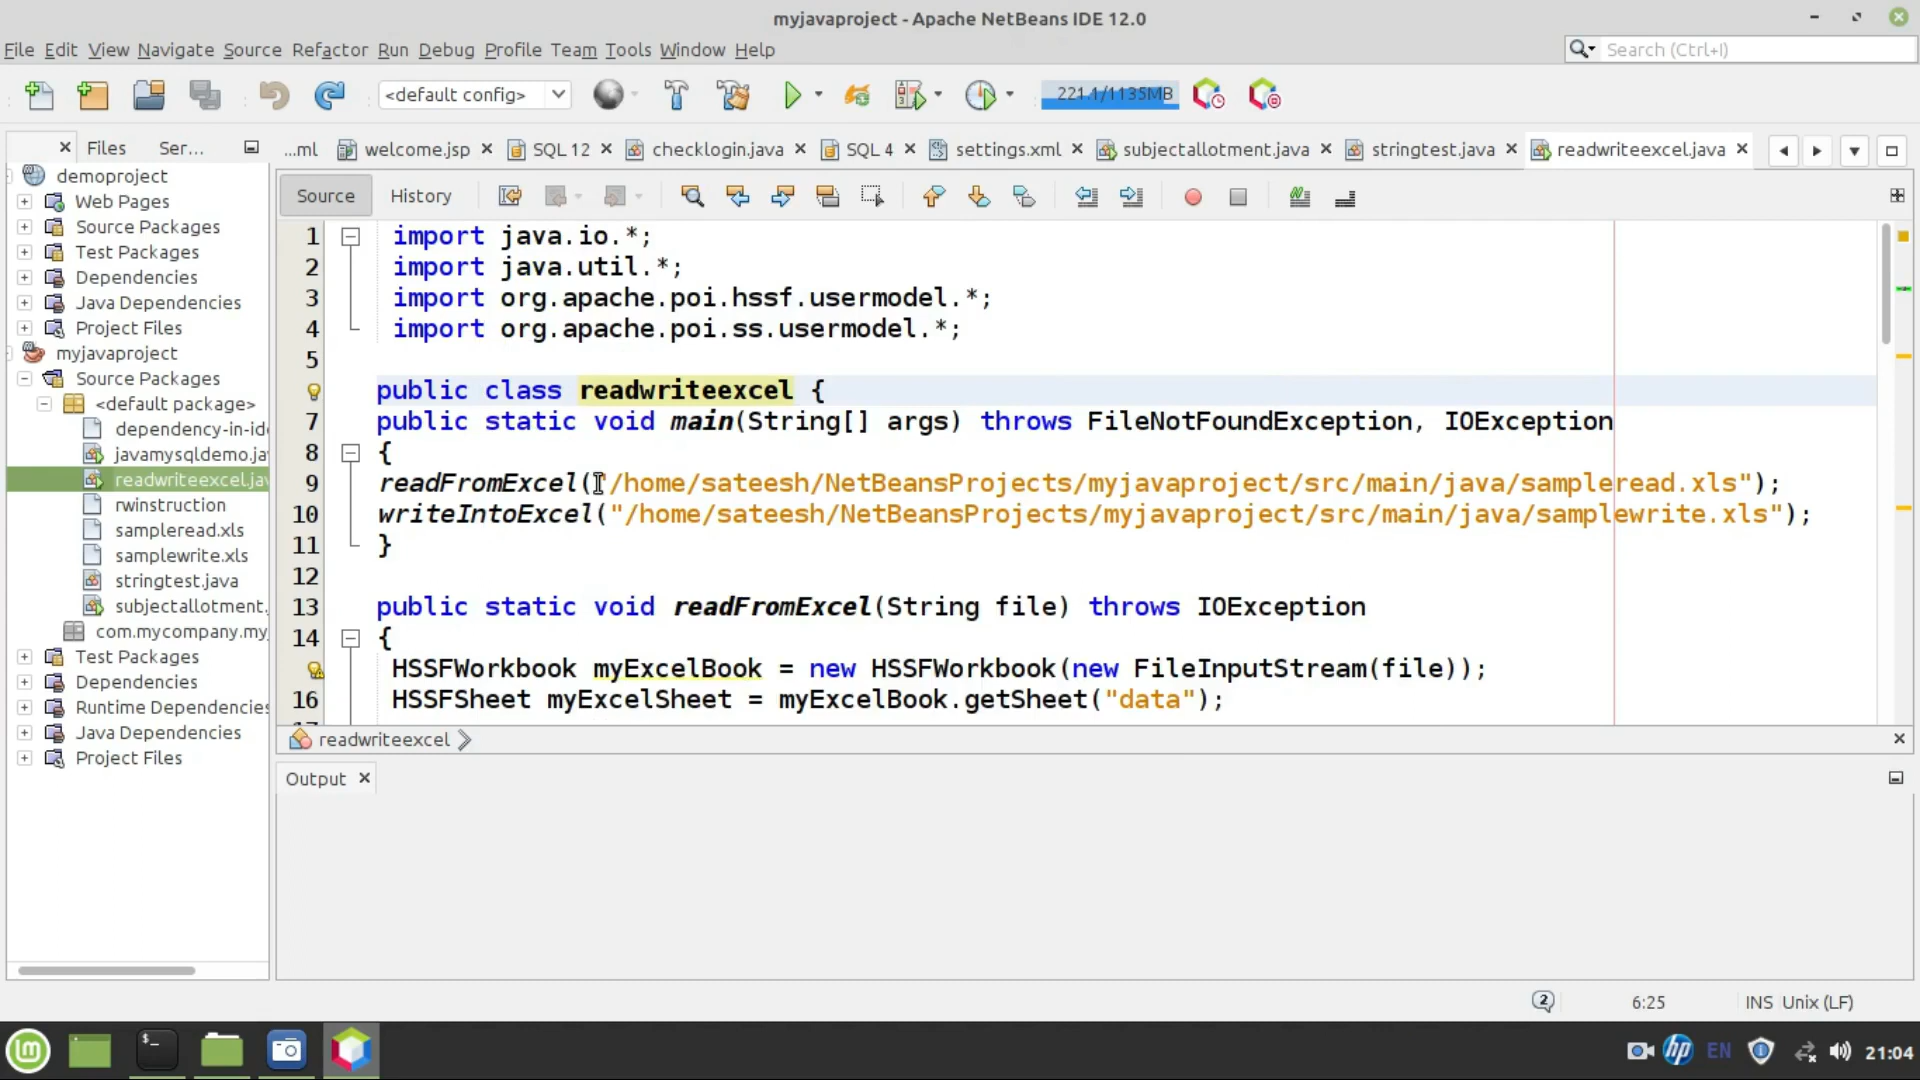 myjavaproject - Apache NetBeans IDE 12.0
File Edit View Navigate Source Refactor Run Debug Profile Team Tools Window Help
Search (Ctrl+I)
<default config>
221.1/1135MB
Files Ser...
...ml welcome.jsp SQL 12 checklogin.java SQL 4 settings.xml subjectallotment.java stringtest.java readwriteexcel.java
Source History
demoproject
Web Pages
Source Packages
Test Packages
Dependencies
Java Dependencies
Project Files
myjavaproject
Source Packages
<default package>
dependency-in-ide
javamysqldemo.ja
readwriteexcel.jav
rwinstruction
sampleread.xls
samplewrite.xls
stringtest.java
subjectallotment.
com.mycompany.my
Test Packages
Dependencies
Runtime Dependencies
Java Dependencies
Project Files
1 import java.io.*;
2 import java.util.*;
3 import org.apache.poi.hssf.usermodel.*;
4 import org.apache.poi.ss.usermodel.*;
5
public class readwriteexcel {
7 public static void main(String[] args) throws FileNotFoundException, IOException
8 {
9 readFromExcel("/home/sateesh/NetBeansProjects/myjavaproject/src/main/java/sampleread.xls");
10 writeIntoExcel("/home/sateesh/NetBeansProjects/myjavaproject/src/main/java/samplewrite.xls");
11 }
12
13 public static void readFromExcel(String file) throws IOException
14 {
HSSFWorkbook myExcelBook = new HSSFWorkbook(new FileInputStream(file));
16 HSSFSheet myExcelSheet = myExcelBook.getSheet("data");
readwriteexcel
Output
2 6:25 INS Unix (LF)
lm $_ hp EN 21:04